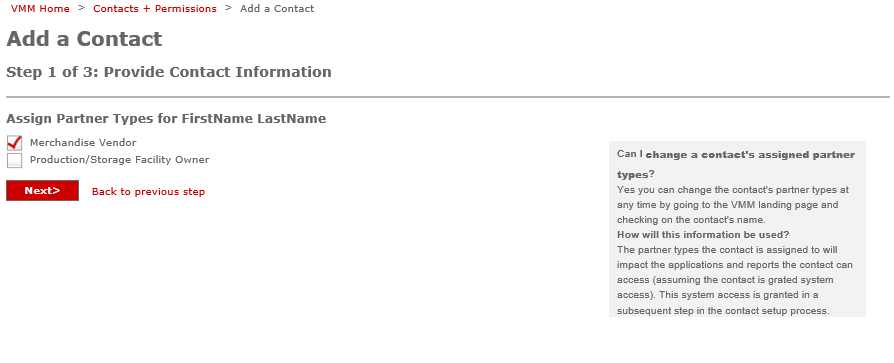 VMM Home > Contacts + Permissions > Add a Contact
Add a Contact
Step 1 of 3: Provide Contact Information
Assign Partner Types for FirstName LastName
Merchandise Vendor
Production/Storage Facility Owner
Next>
Back to previous step
Can I change a contact's assigned partner
types?
Yes you can change the contact's partner types at
any time by going to the VMM landing page and
checking on the contact's name.
How will this information be used?
The partner types the contact is assigned to will
impact the applications and reports the contact can
access (assuming the contact is grated system
access). This system access is granted in a
subsequent step in the contact setup process.